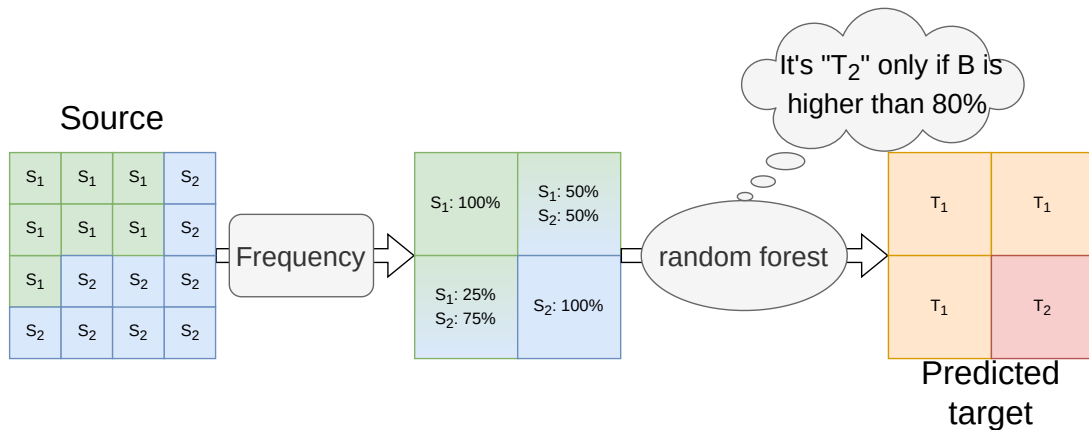 It's "T₂" only if B is
higher than 80%
Source
S₁ S₁ S₁ S₂
S₁ S₁ S₁ S₂
S₁ S₂ S₂ S₂
S₂ S₂ S₂ S₂
Frequency
S₁: 100%
S₁: 50%
S₂: 50%
S₁: 25%
S₂: 75%
S₂: 100%
random forest
T₁ T₁
T₁ T₂
Predicted
target